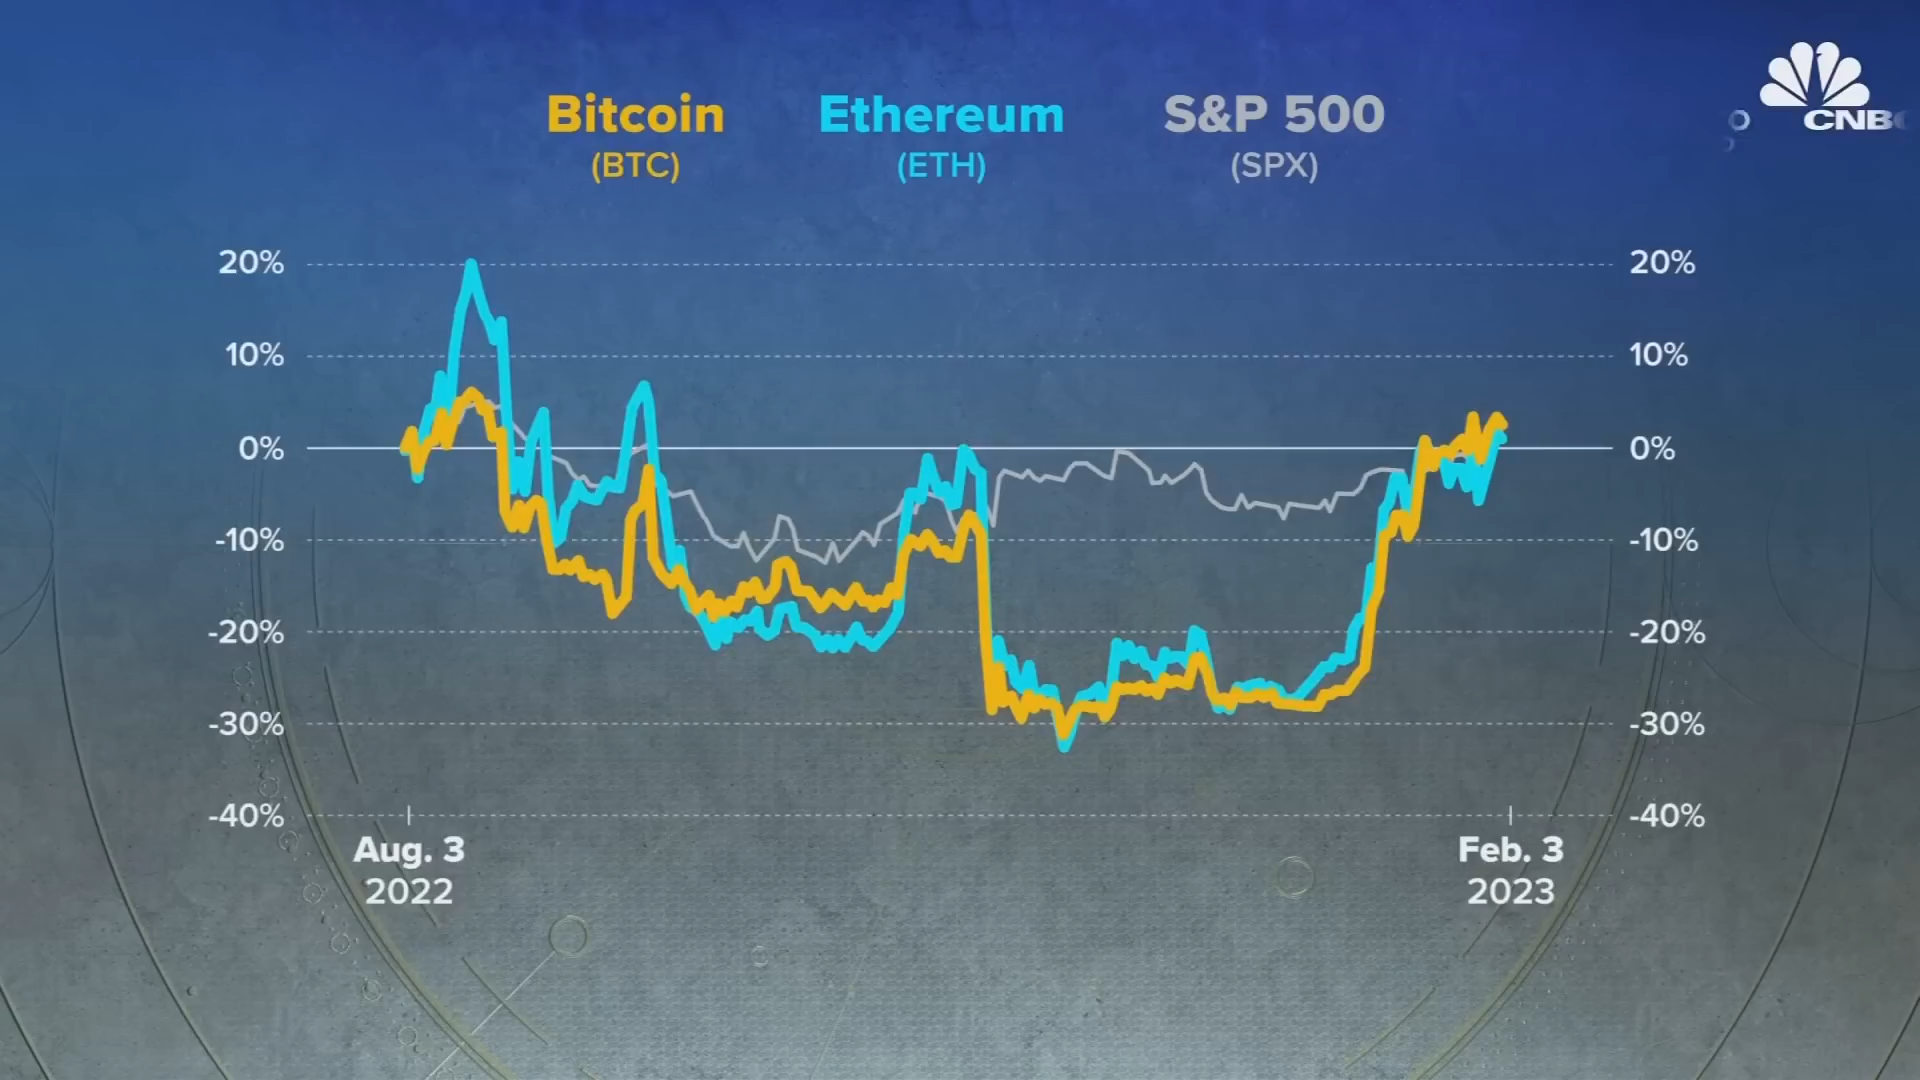 CNBC
Bitcoin Ethereum S&P 500
(BTC) (ETH) (SPX)
20% 20%
10% 10%
0% 0%
-10% -10%
-20% -20%
-30% -30%
-40% -40%
Aug. 3 Feb. 3
2022 2023